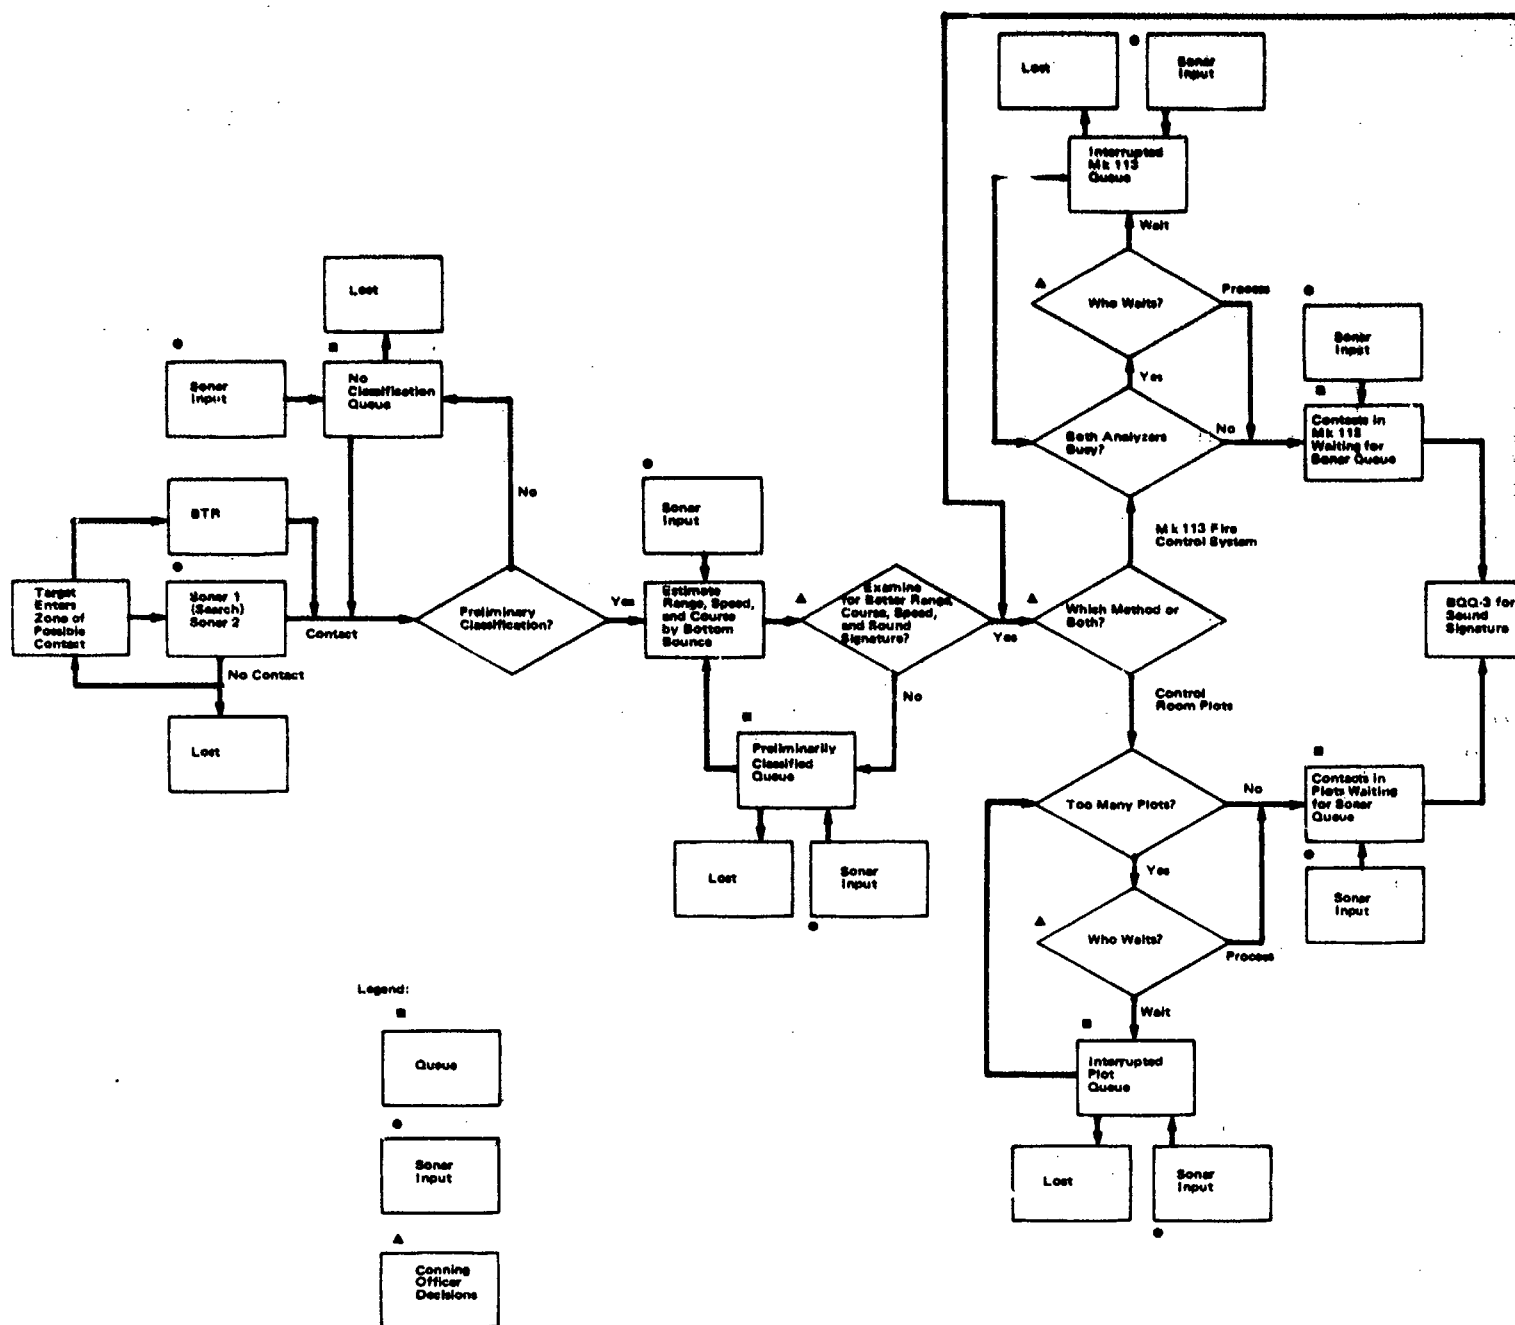 Lost
Sonar
Input
Interrupted
Mk 113
Queue
Wait
Who Waits?
Process
Yes
Both Analyzers
Busy?
No
Sonar
Input
Contacts in
Mk 113
Waiting for
Sonar Queue
Lost
Sonar
Input
No
Classification
Queue
No
BTR
Target
Enters
Zone of
Possible
Contact
Sonar 1
(Search)
Sonar 2
Contact
No Contact
Lost
Preliminary
Classification?
Yes
Sonar
Input
Estimate
Range, Speed,
and Course
by Bottom
Bounce
Examine
for Better Range,
Course, Speed,
and Sound
Signature?
Yes
No
Preliminarily
Classified
Queue
Lost
Sonar
Input
Mk 113 Fire
Control System
Which Method or
Both?
Control
Room Plots
BQQ-3 for
Sound
Signature
Too Many Plots?
No
Contacts in
Plots Waiting
for Sonar
Queue
Sonar
Input
Yes
Who Waits?
Process
Wait
Interrupted
Plot
Queue
Lost
Sonar
Input
Legend:
Queue
Sonar
Input
Conning
Officer
Decisions